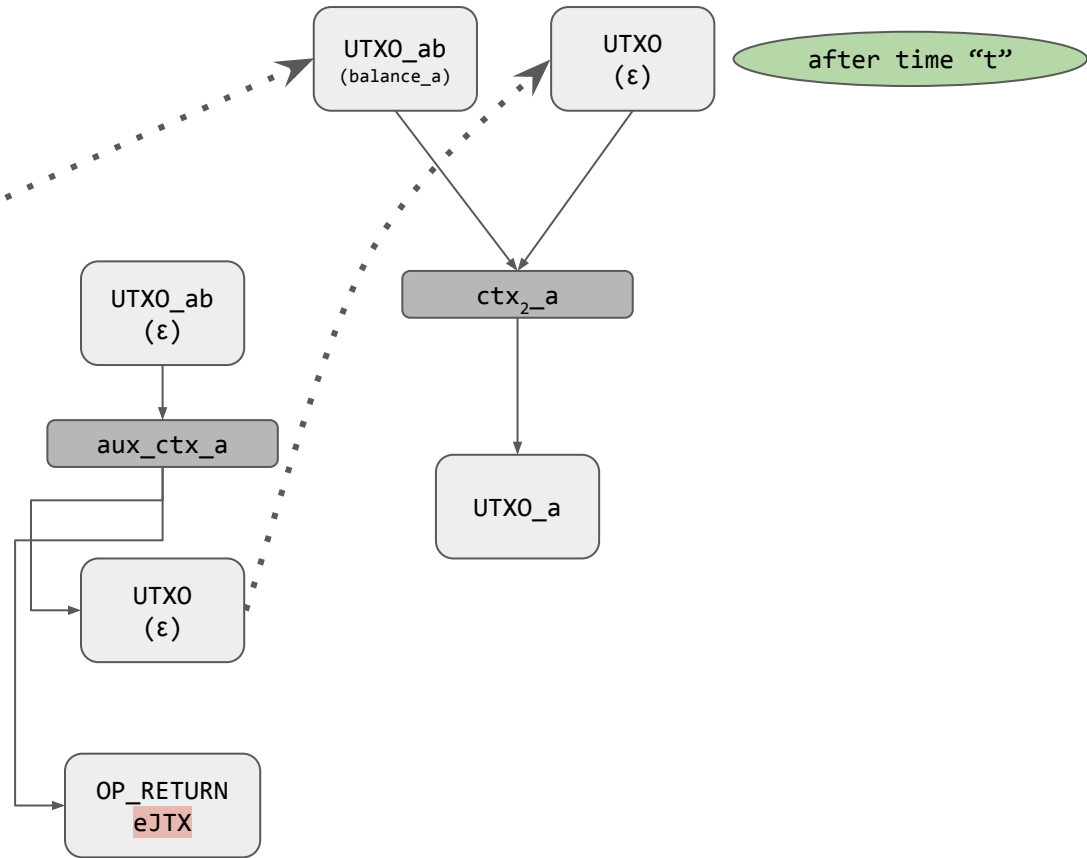 UTXO_ab
(balance_a)
UTXO
(ε)
after time “t”
UTXO_ab
(ε)
ctx₂_a
aux_ctx_a
UTXO_a
UTXO
(ε)
OP_RETURN
eJTX